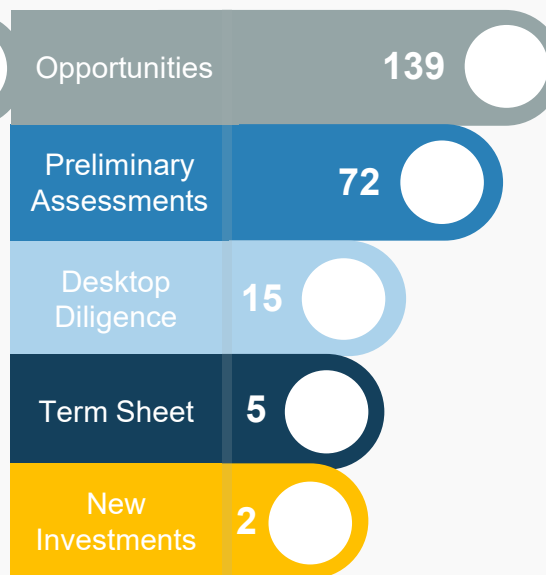 Opportunities 139
Preliminary
Assessments
72
Desktop
Diligence
15
Term Sheet 5
New
Investments
2